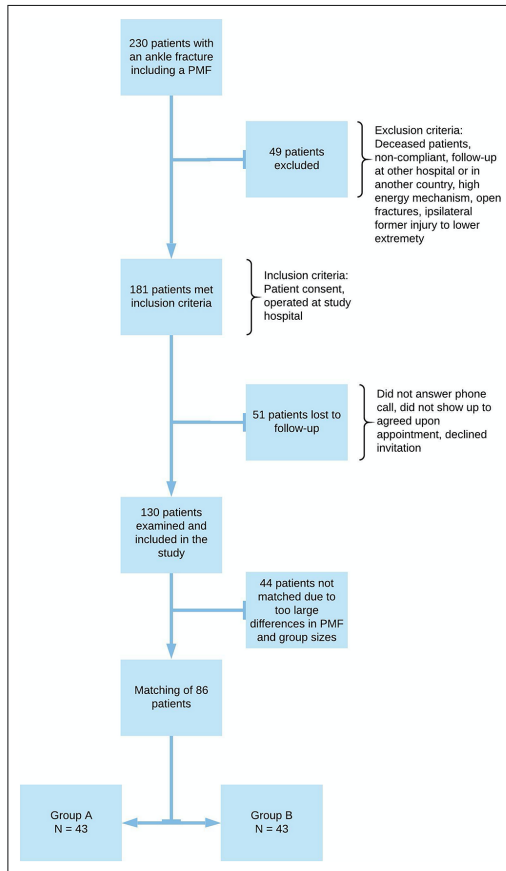 230 patients with
an ankle fracture
including a PMF
49 patients
excluded
Exclusion criteria:
Deceased patients,
non-compliant, follow-up
at other hospital or in
another country, high
energy mechanism, open
fractures, ipsilateral
former injury to lower
extremety
181 patients met
inclusion criteria
Inclusion criteria:
Patient consent,
operated at study
hospital
51 patients lost to
follow-up
Did not answer phone
call, did not show up to
agreed upon
appointment, declined
invitation
130 patients
examined and
included in the
study
44 patients not
matched due to
too large
differences in PMF
and group sizes
Matching of 86
patients
Group A
N = 43
Group B
N = 43